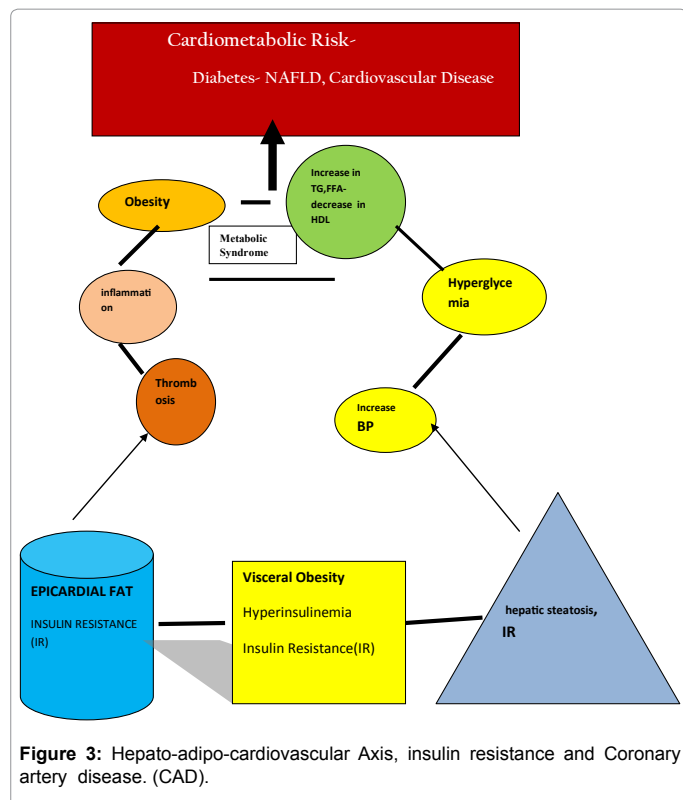 Cardiometabolic Risk-
Diabetes- NAFLD, Cardiovascular Disease
Increase in
TG,FFA-
decrease in
HDL
Obesity
Metabolic
Syndrome
inflammati
on
Hyperglyce
mia
Thromb
osis
Increase
BP
EPICARDIAL FAT
INSULIN RESISTANCE
(IR)
Visceral Obesity
Hyperinsulinemia
Insulin Resistance(IR)
hepatic steatosis,
IR
Figure 3: Hepato-adipo-cardiovascular Axis, insulin resistance and Coronary
artery disease. (CAD).